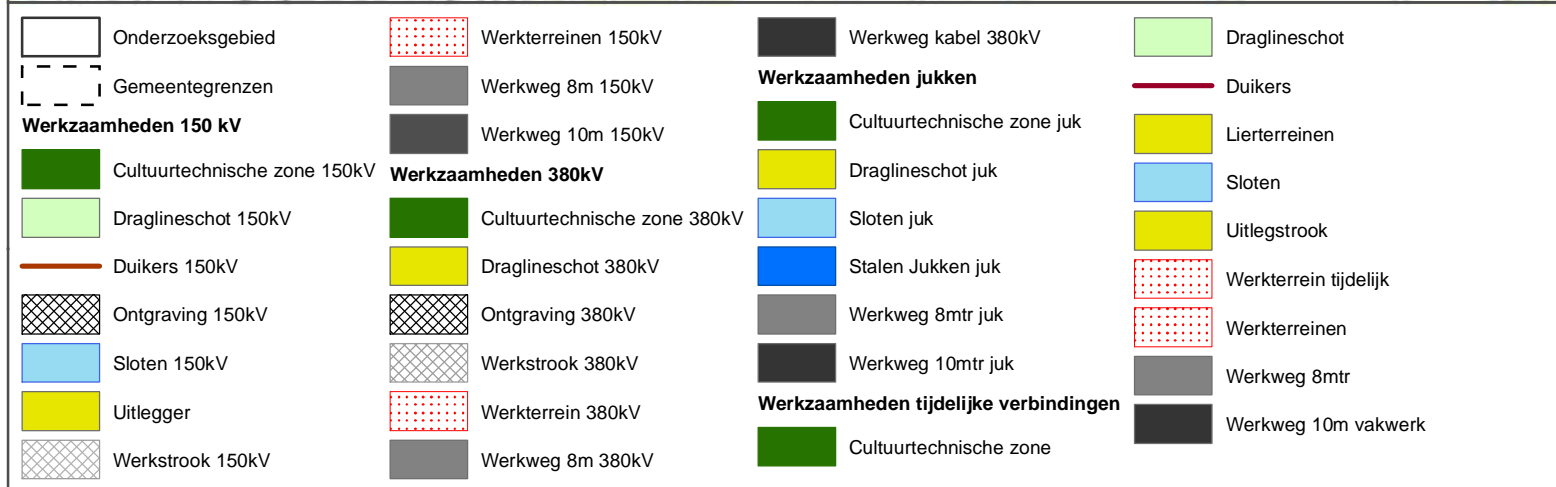 Onderzoeksgebied
Gemeentegrenzen
Werkzaamheden 150 kV
Cultuurtechnische zone 150kV
Draglineschot 150kV
Duikers 150kV
Ontgraving 150kV
Sloten 150kV
Uitlegger
Werkstrook 150kV
Werkterreinen 150kV
Werkweg 8m 150kV
Werkweg 10m 150kV
Werkzaamheden 380kV
Cultuurtechnische zone 380kV
Draglineschot 380kV
Ontgraving 380kV
Werkstrook 380kV
Werkterrein 380kV
Werkweg 8m 380kV
Werkweg kabel 380kV
Werkzaamheden jukken
Cultuurtechnische zone juk
Draglineschot juk
Sloten juk
Stalen Jukken juk
Werkweg 8mtr juk
Werkweg 10mtr juk
Werkzaamheden tijdelijke verbindingen
Cultuurtechnische zone
Draglineschot
Duikers
Lierterreinen
Sloten
Uitlegstrook
Werkterrein tijdelijk
Werkterreinen
Werkweg 8mtr
Werkweg 10m vakwerk